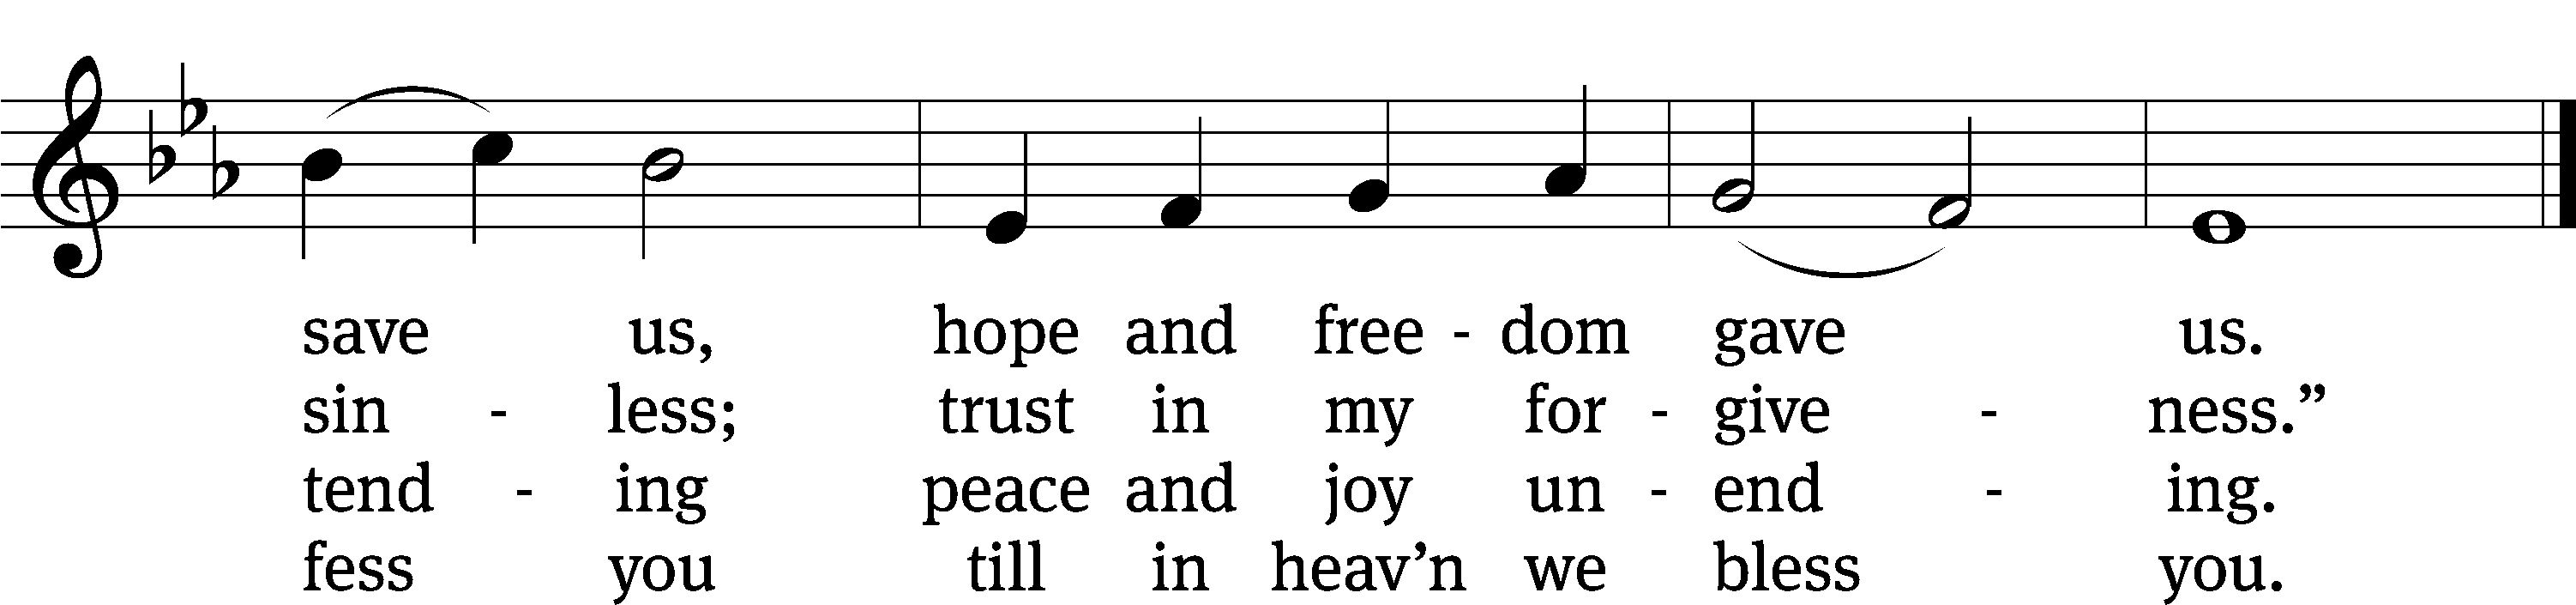 save us, hope and free - dom gave us.
sin - less; trust in my for - give - ness.”
tend - ing peace and joy un - end - ing.
fess you till in heav’n we bless you.